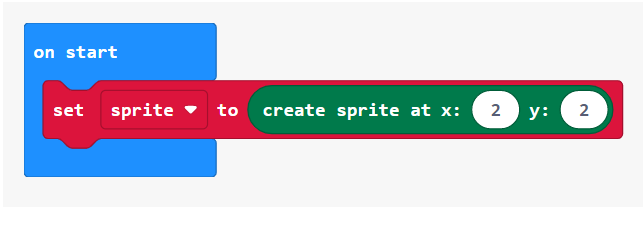 on start
set sprite to create sprite at x: 2 y: 2